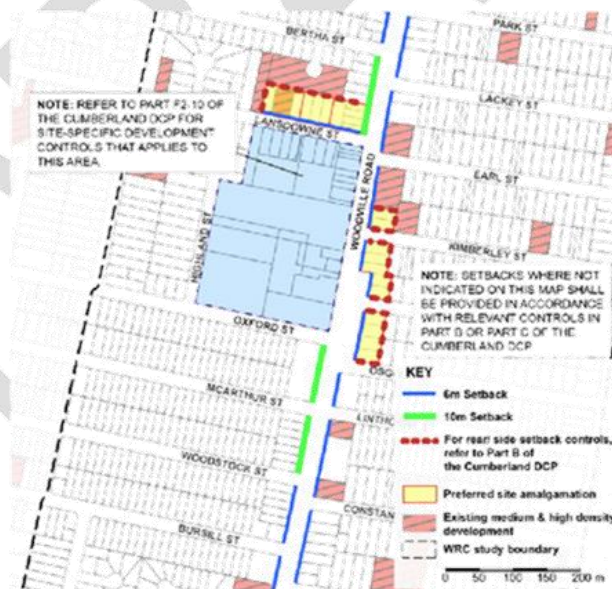 BERTHA ST
PARK ST
NOTE: REFER TO PART F2-10 OF
THE CUMBERLAND DCP FOR
SITE-SPECIFIC DEVELOPMENT
CONTROLS THAT APPLIES TO
THIS AREA
LACKEY ST
LANSDOWNE ST
EARL ST
WOODVILLE ROAD
HIGHLAND ST
KIMBERLEY ST
NOTE: SETBACKS WHERE NOT
INDICATED ON THIS MAP SHALL
BE PROVIDED IN ACCORDANCE
WITH RELEVANT CONTROLS IN
PART B OR PART C OF THE
CUMBERLAND DCP
OXFORD ST
OSG
KEY
6m Setback
MCARTHUR ST
LINTHO
10m Setback
For rear/ side setback controls,
refer to Part B of
the Cumberland DCP
WOODSTOCK ST
Preferred site amalgamation
CONSTAN
Existing medium & high density
development
BURSILL ST
WRC study boundary
0 50 100 150 200 m